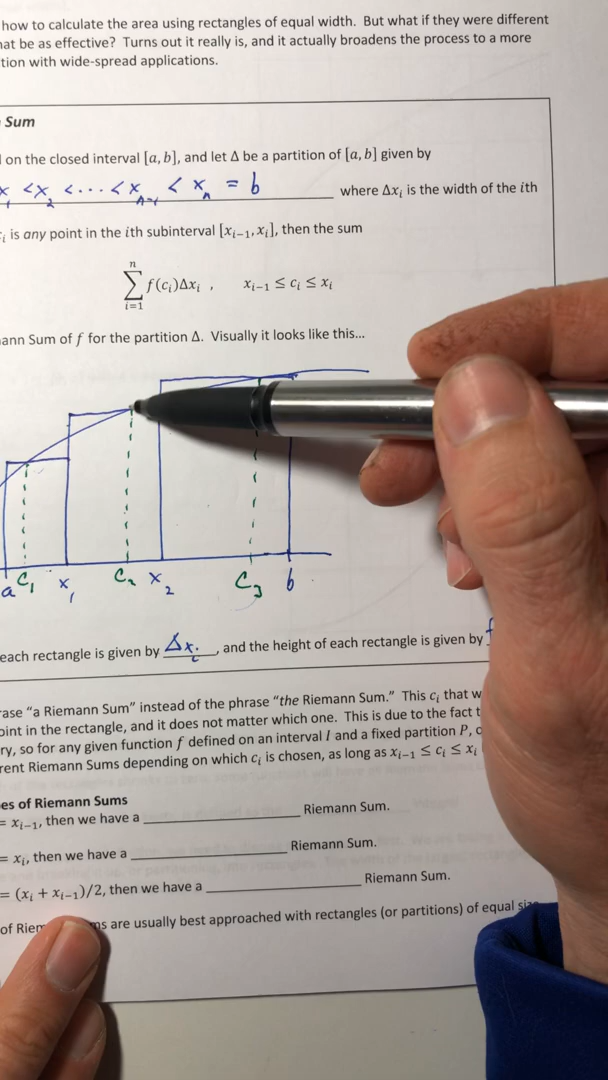 how to calculate the area using rectangles of equal width. But what if they were different
be as effective? Turns out it really is, and it actually broadens the process to a more
with wide-spread applications.
Sum
on the closed interval [a, b], and let Δ be a partition of [a, b] given by
x₁ < x₂ < ··· < xₙ₋₁ < xₙ = b where Δxᵢ is the width of the ith
is any point in the ith subinterval [xᵢ₋₁, xᵢ], then the sum
n
∑ f(cᵢ)Δxᵢ , xᵢ₋₁ ≤ cᵢ ≤ xᵢ
i=1
Sum of f for the partition Δ. Visually it looks like this...
a c₁ x₁ c₂ x₂ c₃ b
each rectangle is given by Δxᵢ , and the height of each rectangle is given by f
"a Riemann Sum" instead of the phrase "the Riemann Sum." This cᵢ that
in the rectangle, and it does not matter which one. This is due to the fact
so for any given function f defined on an interval I and a fixed partition P,
Riemann Sums depending on which cᵢ is chosen, as long as xᵢ₋₁ ≤ cᵢ ≤ xᵢ
of Riemann Sums
= xᵢ₋₁, then we have a Riemann Sum.
= xᵢ, then we have a Riemann Sum.
= (xᵢ + xᵢ₋₁)/2, then we have a Riemann Sum.
of are usually best approached with rectangles (or partitions) of equal